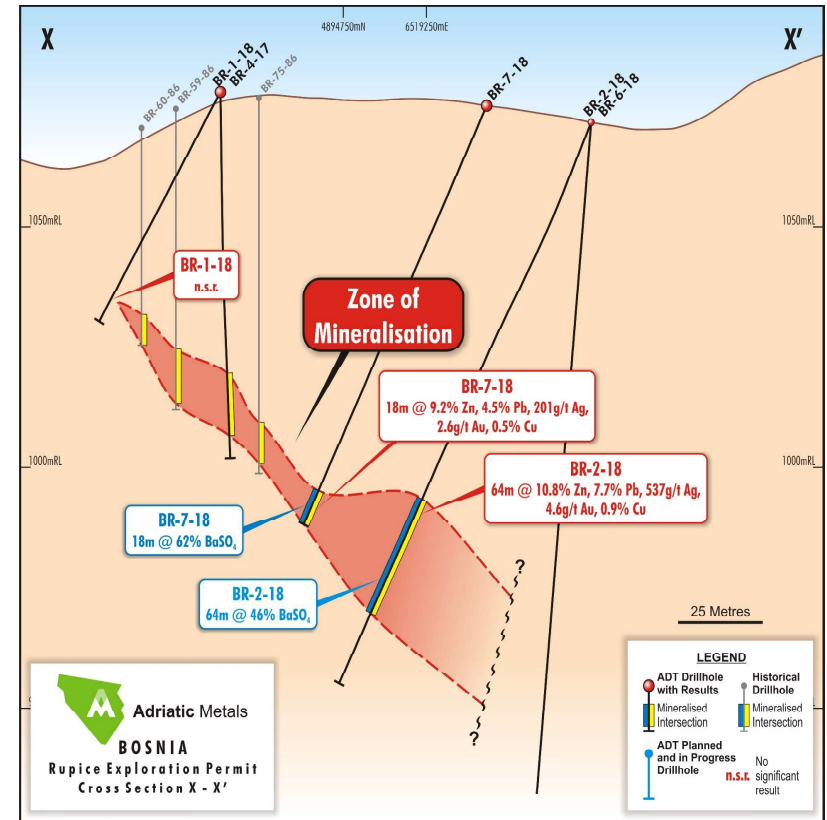 X
4894750mN
6519250mE
X'
BR-60-86
BR-59-86
BR-1-18
BR-4-17
BR-75-86
BR-7-18
BR-2-18
BR-6-18
1050mRL
1050mRL
BR-1-18
n.s.r.
Zone of
Mineralisation
BR-7-18
18m @ 9.2% Zn, 4.5% Pb, 201g/t Ag,
2.6g/t Au, 0.5% Cu
1000mRL
1000mRL
BR-2-18
64m @ 10.8% Zn, 7.7% Pb, 537g/t Ag,
4.6g/t Au, 0.9% Cu
BR-7-18
18m @ 62% BaSO₄
BR-2-18
64m @ 46% BaSO₄
?
?
25 Metres
Adriatic Metals
BOSNIA
Rupice Exploration Permit
Cross Section X - X'
LEGEND
ADT Drillhole
with Results
Historical
Drillhole
Mineralised
Intersection
Mineralised
Intersection
ADT Planned
and in Progress
Drillhole
n.s.r.
No
significant
result